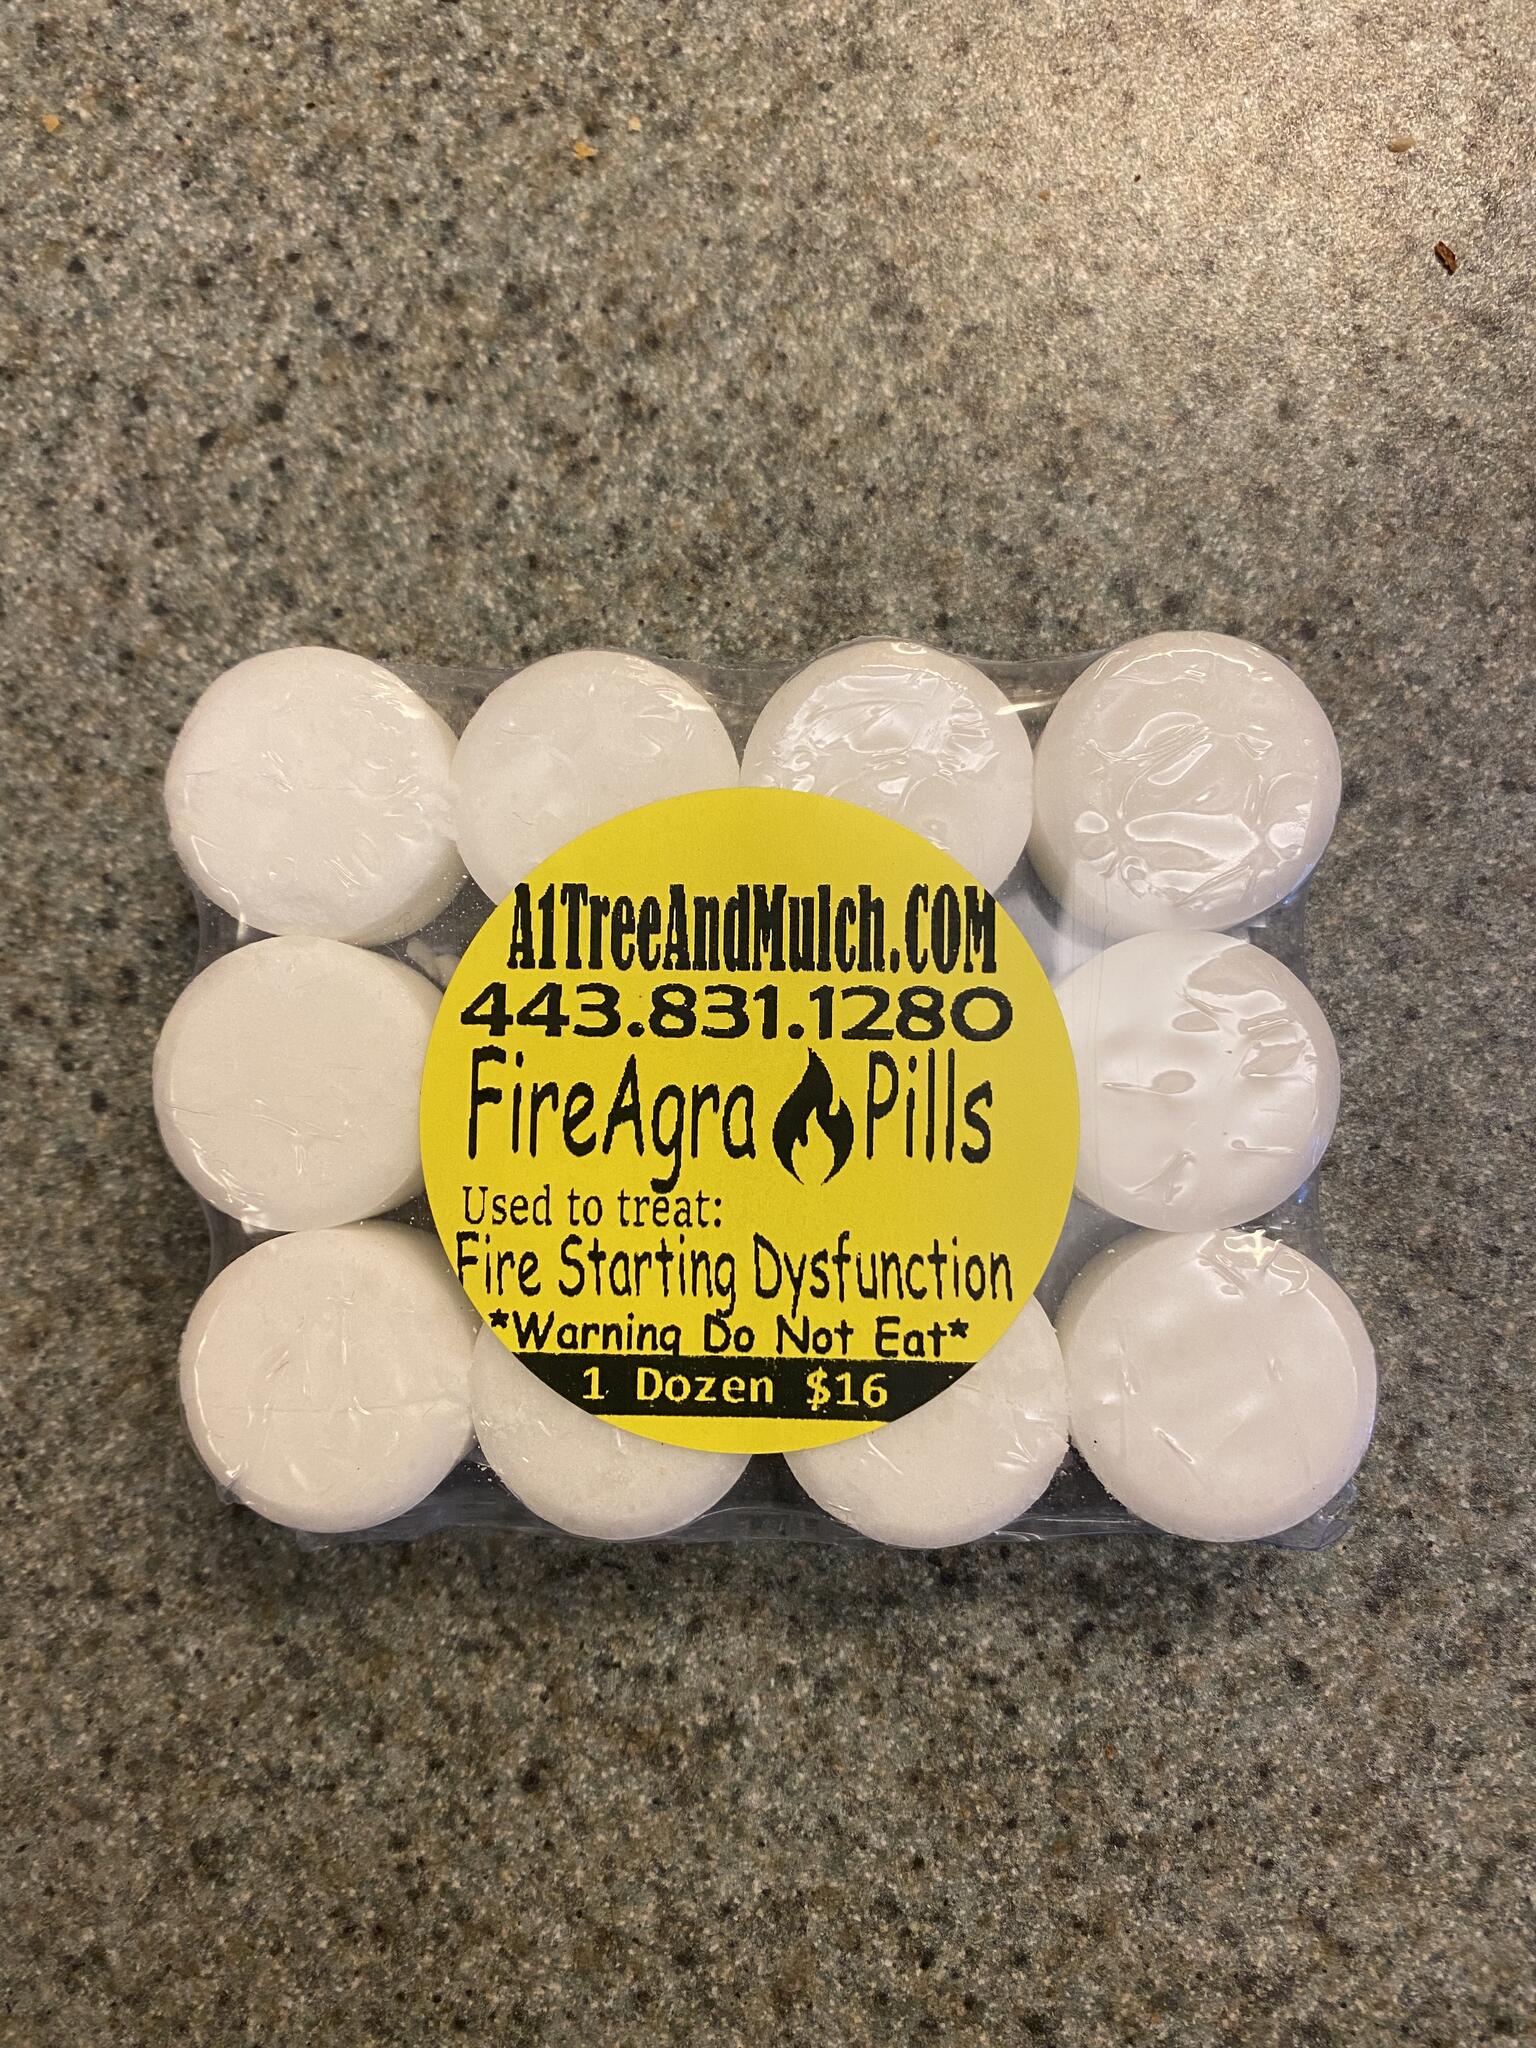 A1TreeAndMulch.COM
443.831.1280
FireAgra Pills
Used to treat:
Fire Starting Dysfunction
*Warning Do Not Eat*
1 Dozen $16